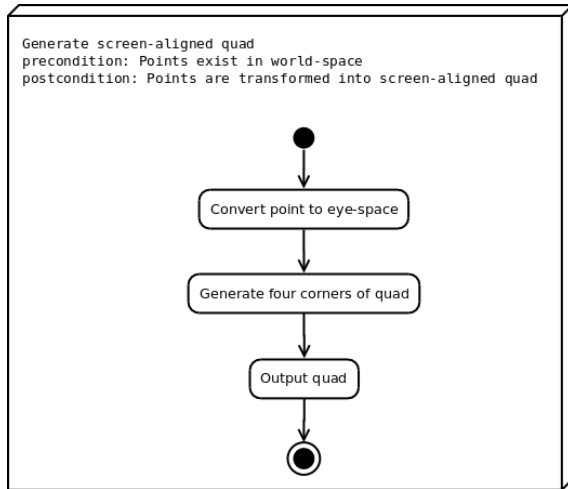 Generate screen-aligned quad
precondition: Points exist in world-space
postcondition: Points are transformed into screen-aligned quad
Convert point to eye-space
Generate four corners of quad
Output quad